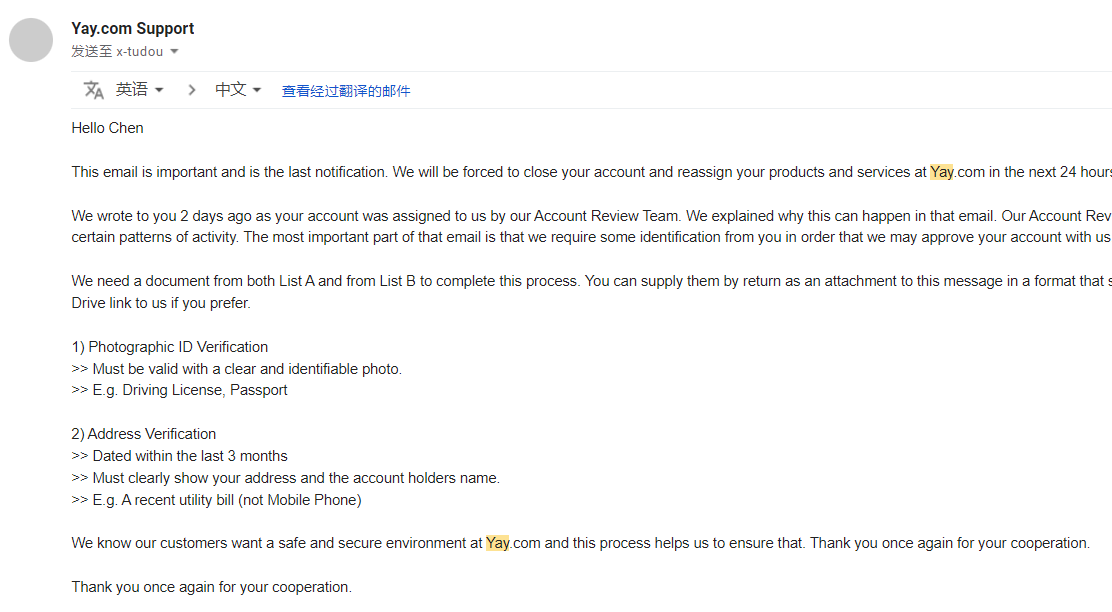 Yay.com Support
发送至 x-tudou
英语 中文 查看经过翻译的邮件
Hello Chen
This email is important and is the last notification. We will be forced to close your account and reassign your products and services at Yay.com in the next 24 hours
We wrote to you 2 days ago as your account was assigned to us by our Account Review Team. We explained why this can happen in that email. Our Account Rev
certain patterns of activity. The most important part of that email is that we require some identification from you in order that we may approve your account with us
We need a document from both List A and from List B to complete this process. You can supply them by return as an attachment to this message in a format that s
Drive link to us if you prefer.
1) Photographic ID Verification
>> Must be valid with a clear and identifiable photo.
>> E.g. Driving License, Passport
2) Address Verification
>> Dated within the last 3 months
>> Must clearly show your address and the account holders name.
>> E.g. A recent utility bill (not Mobile Phone)
We know our customers want a safe and secure environment at Yay.com and this process helps us to ensure that. Thank you once again for your cooperation.
Thank you once again for your cooperation.